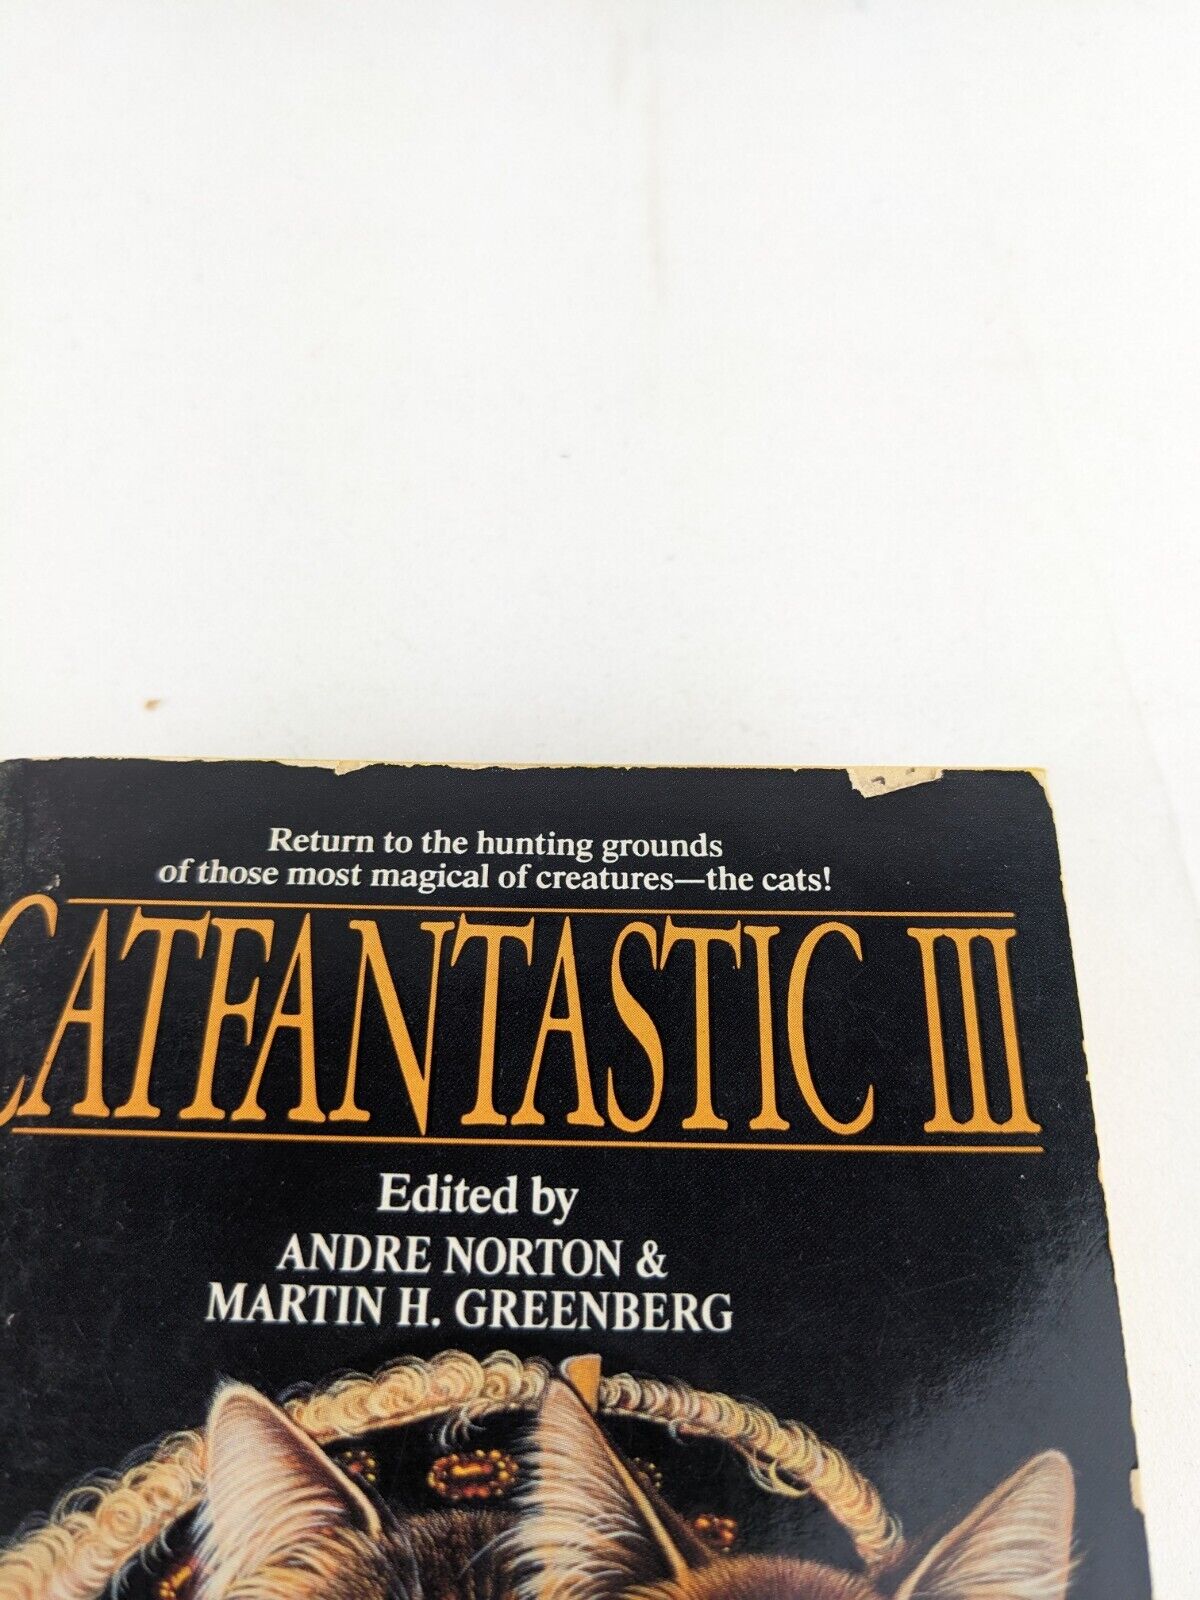 Return to the hunting grounds
of those most magical of creatures—the cats!
CATFANTASTIC III
Edited by
ANDRE NORTON &
MARTIN H. GREENBERG